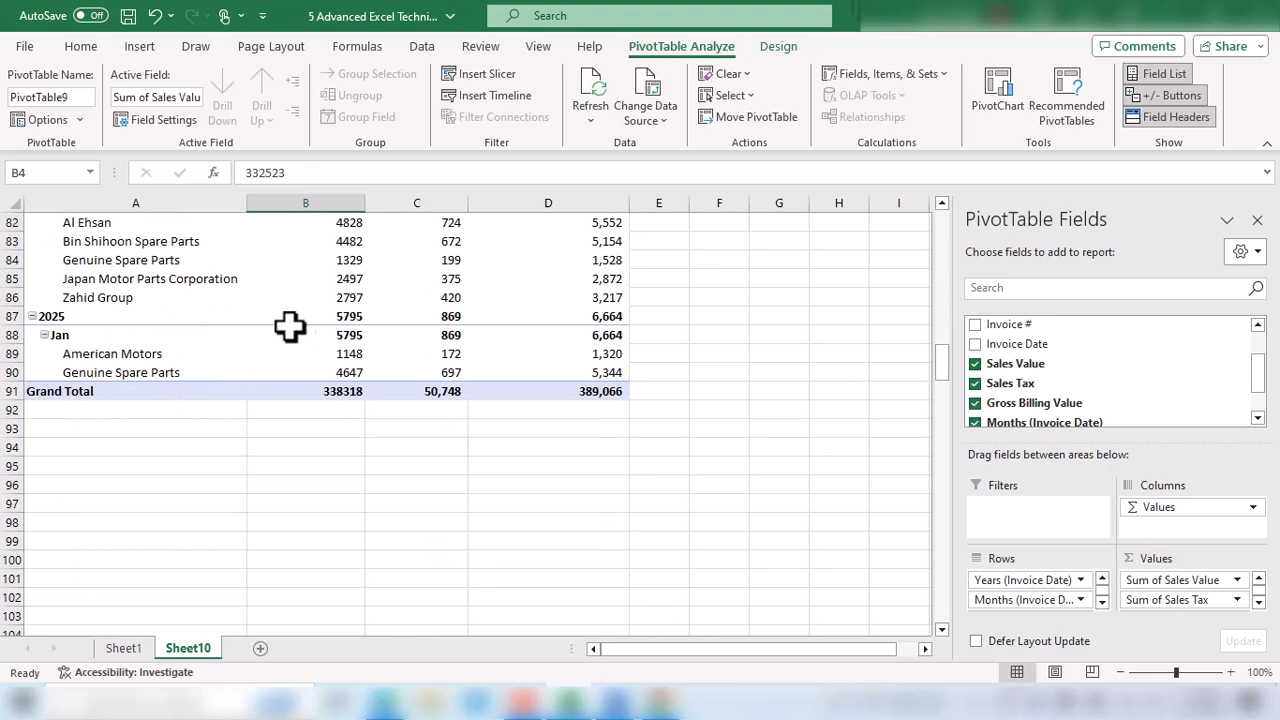 AutoSave Off 5 Advanced Excel Techni... Search
File Home Insert Draw Page Layout Formulas Data Review View Help PivotTable Analyze Design Comments Share
PivotTable Name: Active Field: Group Selection Insert Slicer Clear Fields, Items, & Sets Field List
PivotTable9 Sum of Sales Valu Drill Down Drill Up Ungroup Insert Timeline Refresh Change Data Source Select OLAP Tools PivotChart Recommended PivotTables +/- Buttons
Options Field Settings Group Field Filter Connections Move PivotTable Relationships Field Headers
PivotTable Active Field Group Filter Data Actions Calculations Tools Show
B4 fx 332523
A B C D E F G H I
82 Al Ehsan 4828 724 5,552
83 Bin Shihoon Spare Parts 4482 672 5,154
84 Genuine Spare Parts 1329 199 1,528
85 Japan Motor Parts Corporation 2497 375 2,872
86 Zahid Group 2797 420 3,217
87 2025 5795 869 6,664
88 Jan 5795 869 6,664
89 American Motors 1148 172 1,320
90 Genuine Spare Parts 4647 697 5,344
91 Grand Total 338318 50,748 389,066
92
93
94
95
96
97
98
99
100
101
102
103
104
PivotTable Fields
Choose fields to add to report:
Search
Invoice #
Invoice Date
Sales Value
Sales Tax
Gross Billing Value
Months (Invoice Date)
Drag fields between areas below:
Filters Columns
Σ Values
Rows Σ Values
Years (Invoice Date) Sum of Sales Value
Months (Invoice D... Sum of Sales Tax
Defer Layout Update Update
Sheet1 Sheet10
Ready Accessibility: Investigate 100%